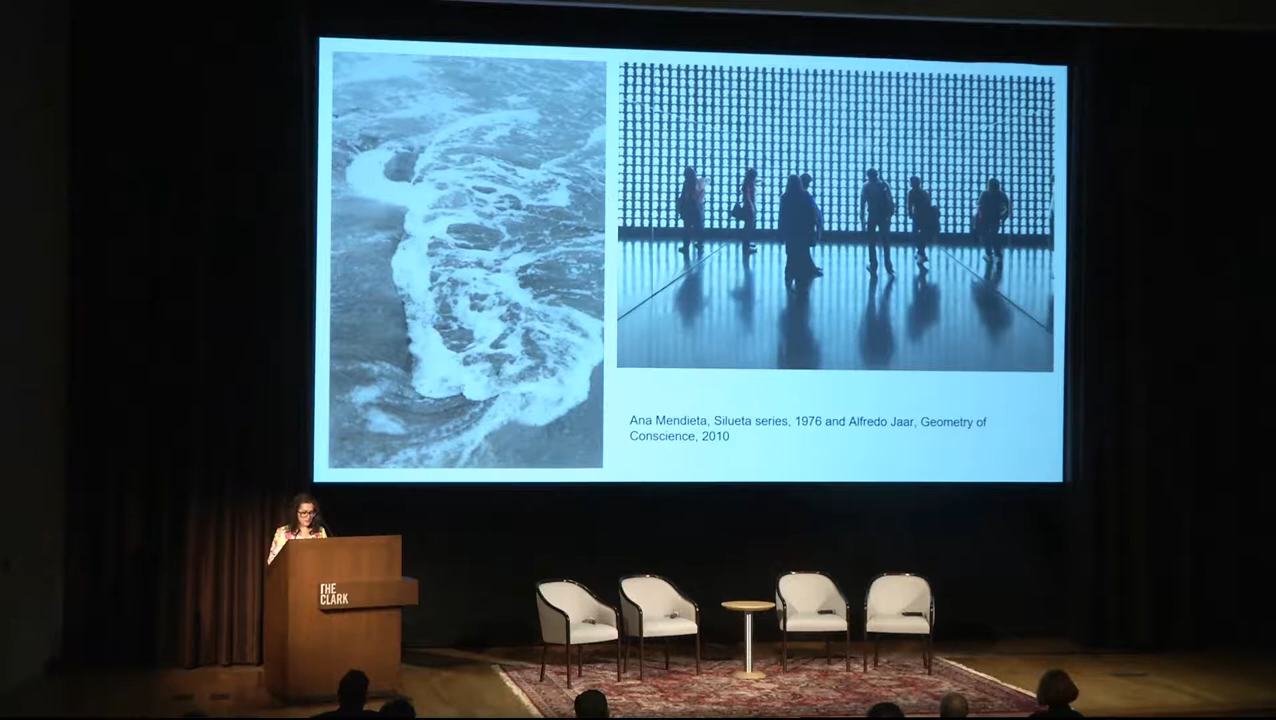 Ana Mendieta, Silueta series, 1976 and Alfredo Jaar, Geometry of
Conscience, 2010
THE
CLARK